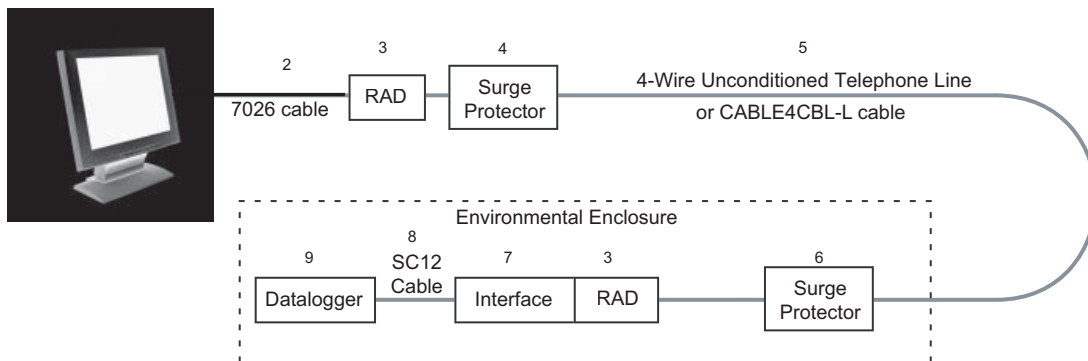 2
7026 cable
3
RAD
4
Surge
Protector
5
4-Wire Unconditioned Telephone Line
or CABLE4CBL-L cable
Environmental Enclosure
9
Datalogger
8
SC12
Cable
7
Interface
3
RAD
6
Surge
Protector